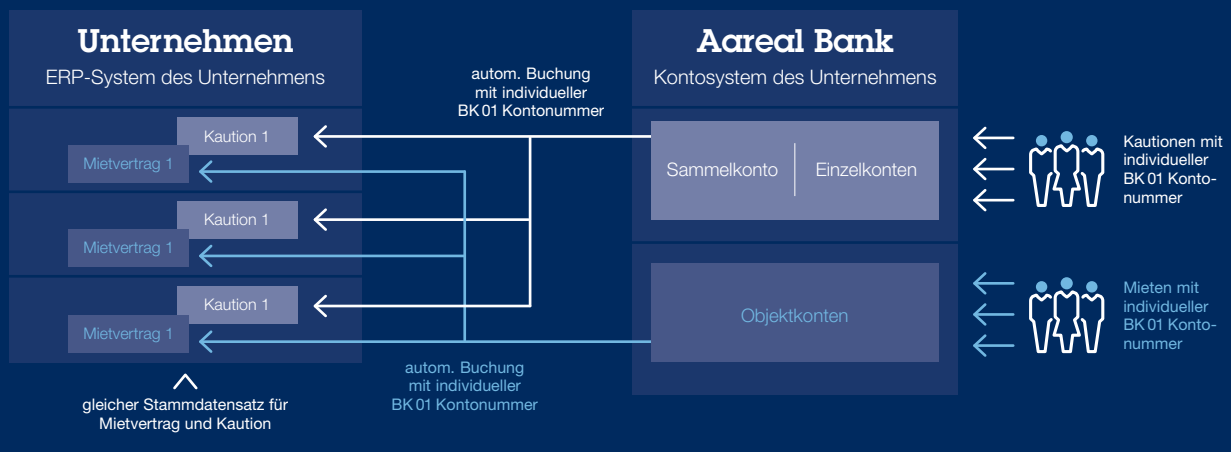 Unternehmen
ERP-System des Unternehmens
Aareal Bank
Kontosystem des Unternehmens
autom. Buchung
mit individueller
BK 01 Kontonummer
Kaution 1
Mietvertrag 1
Kaution 1
Mietvertrag 1
Kaution 1
Mietvertrag 1
Sammelkonto
Einzelkonten
Objektkonten
Kautionen mit
individueller
BK 01 Konto-
nummer
Mieten mit
individueller
BK 01 Konto-
nummer
autom. Buchung
mit individueller
BK 01 Kontonummer
gleicher Stammdatensatz für
Mietvertrag und Kaution